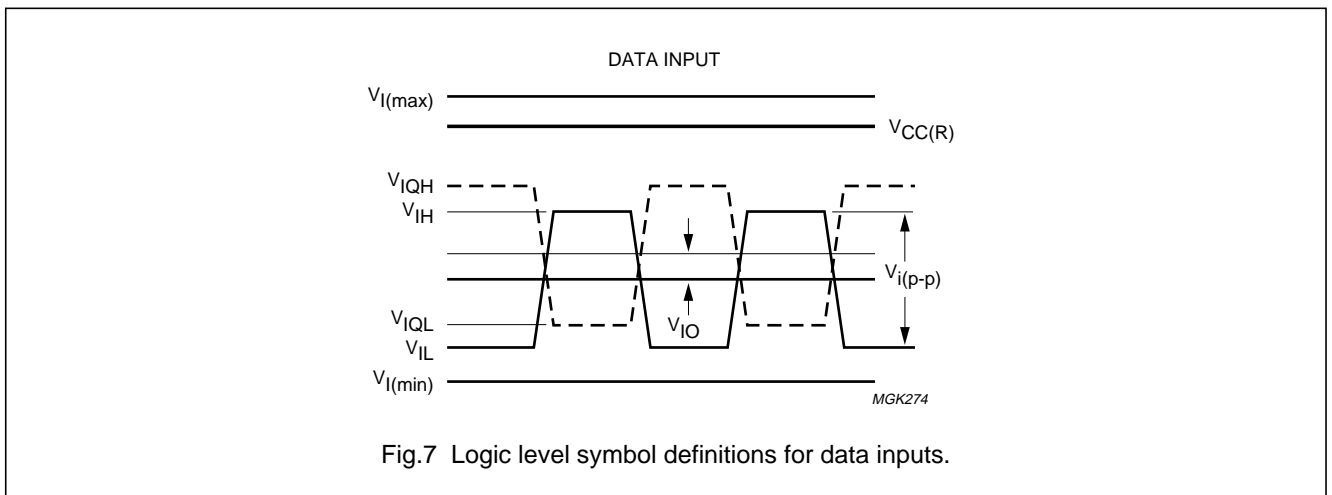 DATA INPUT
VI(max)
VCC(R)
VIQH
VIH
Vi(p-p)
VIQL
VIO
VIL
VI(min)
MGK274
Fig.7 Logic level symbol definitions for data inputs.